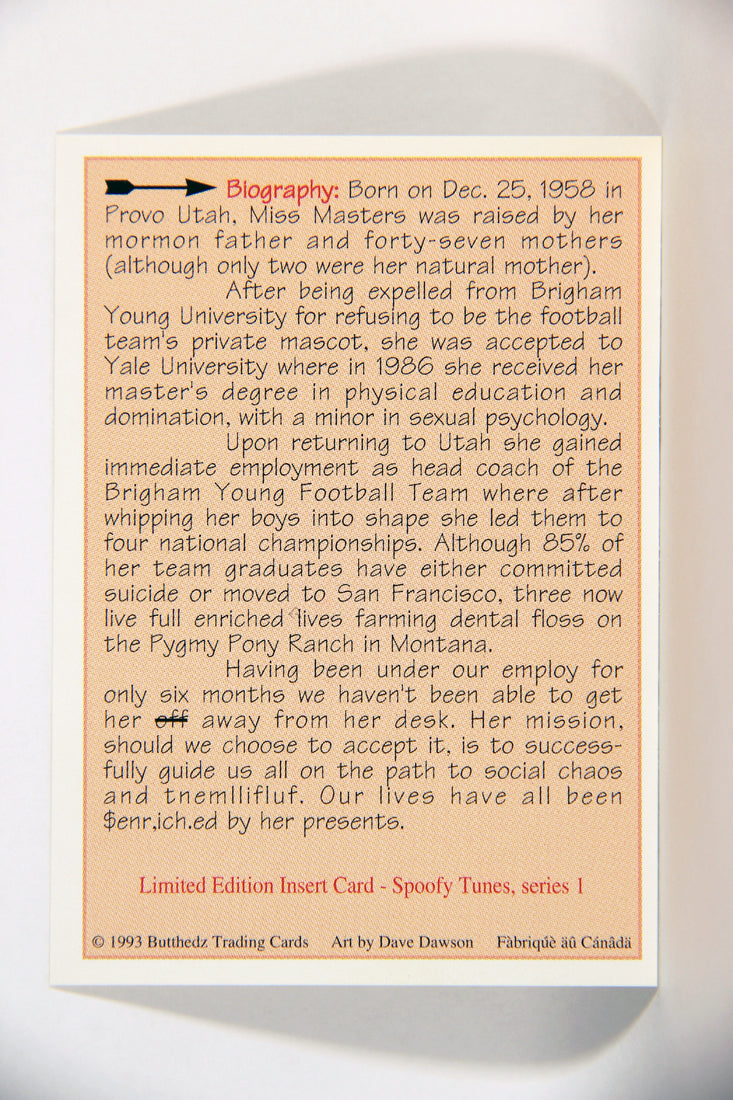 Biography: Born on Dec. 25, 1958 in
Provo Utah, Miss Masters was raised by her
mormon father and forty-seven mothers
(although only two were her natural mother).
After being expelled from Brigham
Young University for refusing to be the football
team's private mascot, she was accepted to
Yale University where in 1986 she received her
master's degree in physical education and
domination, with a minor in sexual psychology.
Upon returning to Utah she gained
immediate employment as head coach of the
Brigham Young Football Team where after
whipping her boys into shape she led them to
four national championships. Although 85% of
her team graduates have either committed
suicide or moved to San Francisco, three now
live full enriched lives farming dental floss on
the Pygmy Pony Ranch in Montana.
Having been under our employ for
only six months we haven't been able to get
her off away from her desk. Her mission,
should we choose to accept it, is to success-
fully guide us all on the path to social chaos
and tnemllifluf. Our lives have all been
$enr,ich.ed by her presents.
Limited Edition Insert Card - Spoofy Tunes, series 1
© 1993 Butthedz Trading Cards Art by Dave Dawson Fàbriqúè äû Cánâdä